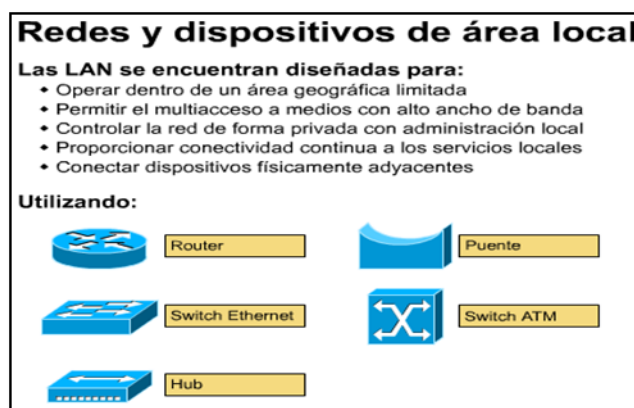 Redes y dispositivos de área local
Las LAN se encuentran diseñadas para:
• Operar dentro de un área geográfica limitada
• Permitir el multiacceso a medios con alto ancho de banda
• Controlar la red de forma privada con administración local
• Proporcionar conectividad continua a los servicios locales
• Conectar dispositivos físicamente adyacentes
Utilizando:
Router
Puente
Switch Ethernet
Switch ATM
Hub